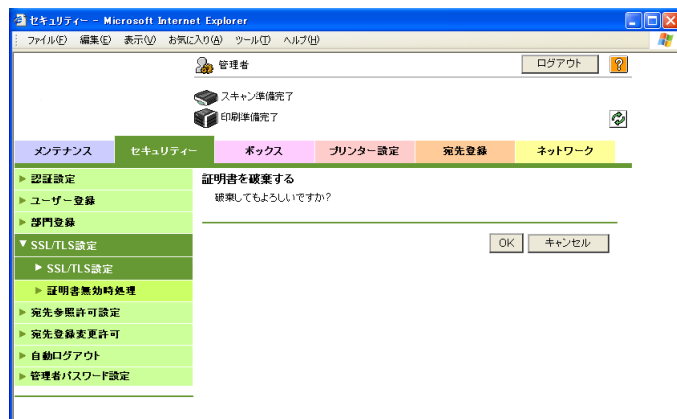 セキュリティー - Microsoft Internet Explorer
ファイル(F) 編集(E) 表示(V) お気に入り(A) ツール(T) ヘルプ(H)
管理者
ログアウト
?
スキャン準備完了
印刷準備完了
メンテナンス セキュリティー ボックス プリンター設定 宛先登録 ネットワーク
認証設定
ユーザー登録
部門登録
SSL/TLS設定
SSL/TLS設定
証明書無効時処理
宛先参照許可設定
宛先登録変更許可
自動ログアウト
管理者パスワード設定
証明書を破棄する
破棄してもよろしいですか?
OK キャンセル